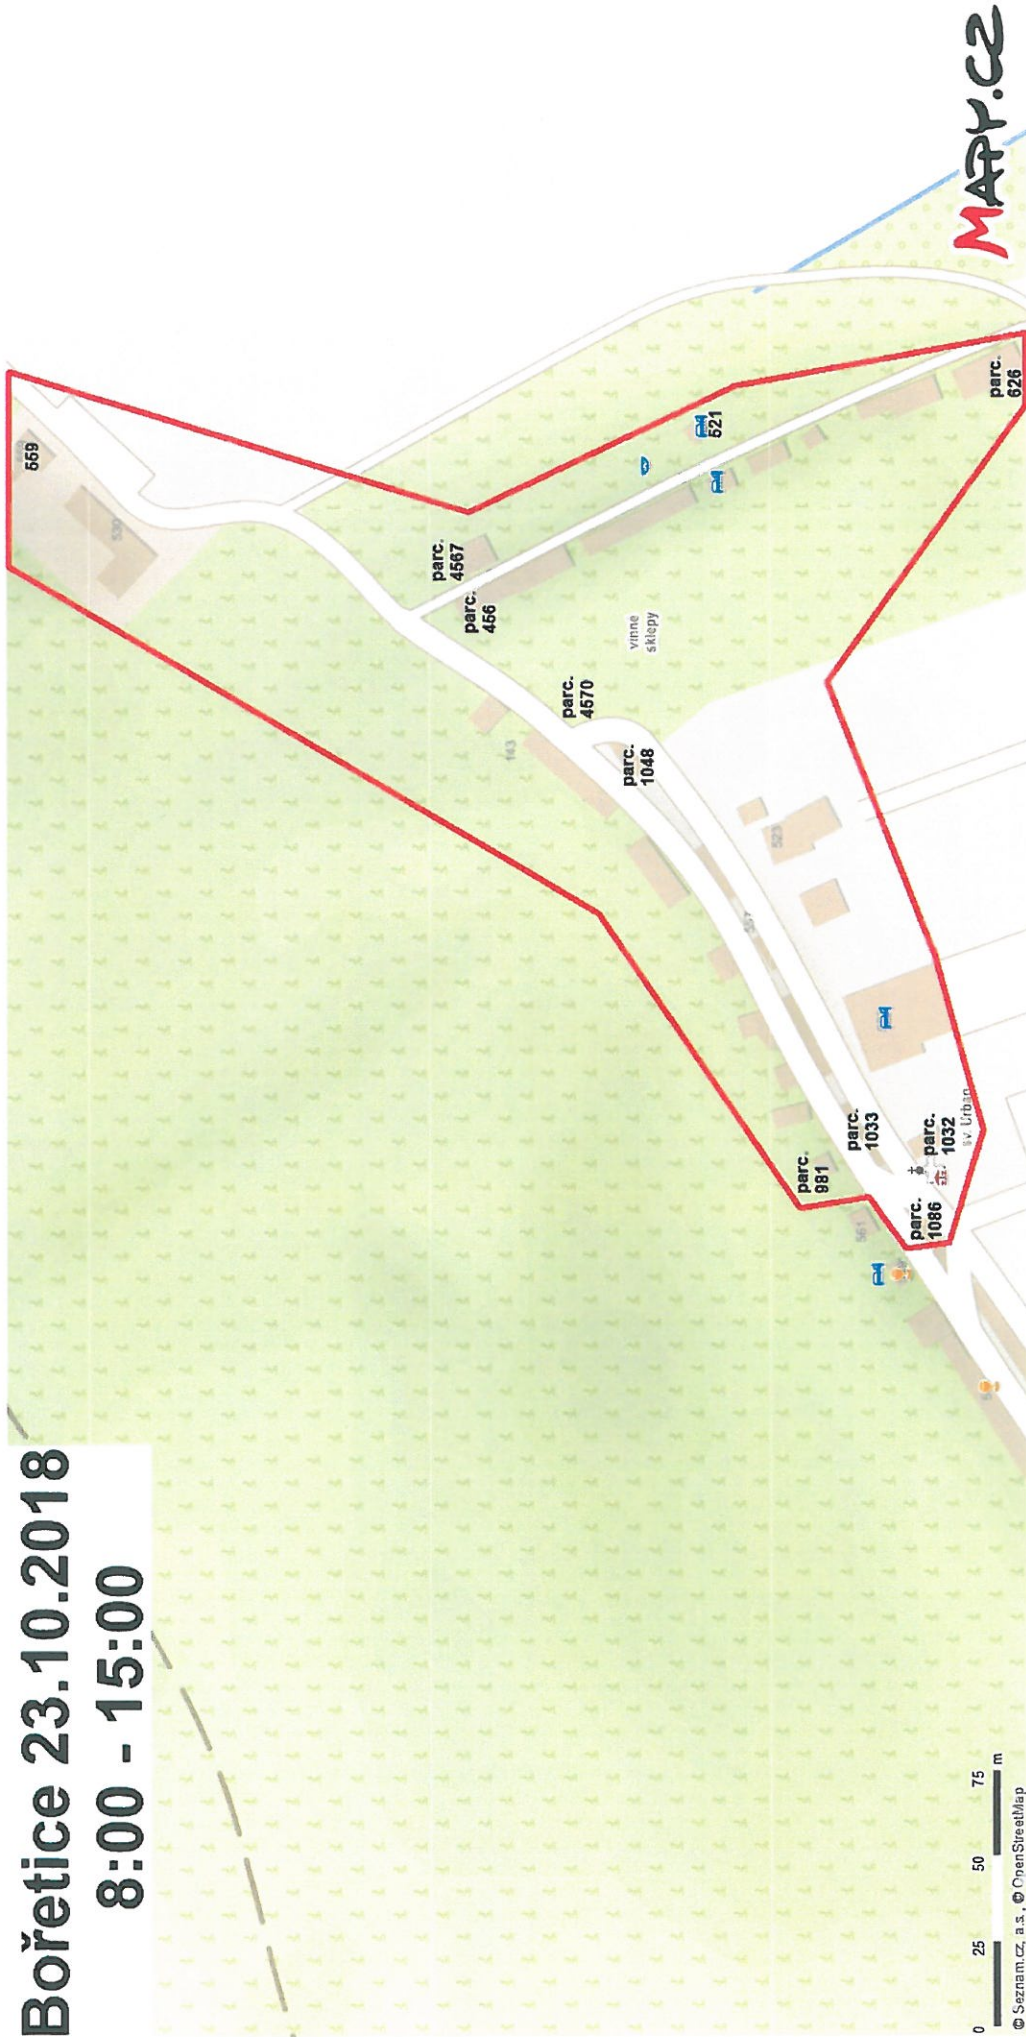 Bořetice 23.10.2018
8:00 - 15:00
559
530
parc.
4567
parc.
456
521
parc.
626
vinné
sklepy
parc.
4570
143
parc.
1048
523
557
parc.
1033
parc.
981
parc.
1032
sv. Urban
parc.
1086
561
0 25 50 75 m
© Seznam.cz, a.s., © OpenStreetMap
MAPY.CZ